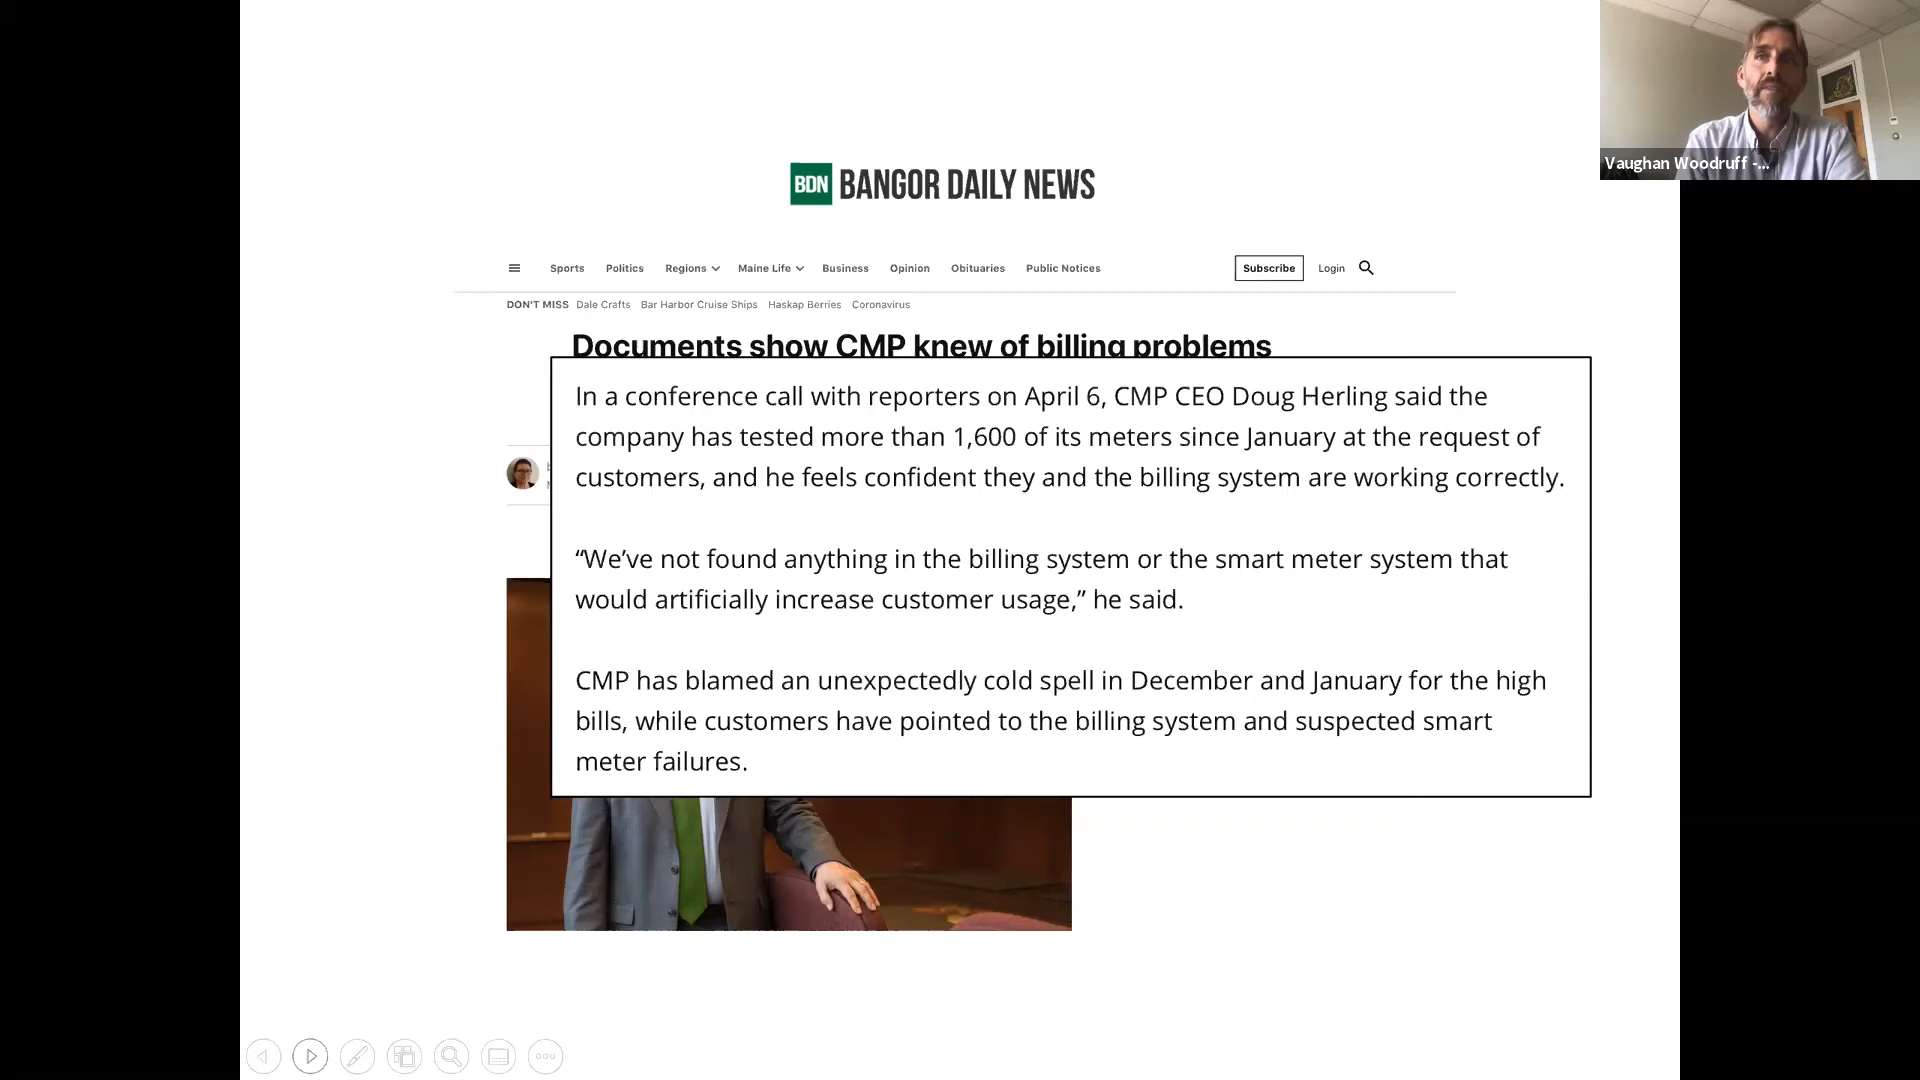 Vaughan Woodruff -...
BDN BANGOR DAILY NEWS
Sports Politics Regions Maine Life Business Opinion Obituaries Public Notices Subscribe Login
DON'T MISS Dale Crafts Bar Harbor Cruise Ships Haskap Berries Coronavirus
Documents show CMP knew of billing problems
In a conference call with reporters on April 6, CMP CEO Doug Herling said the
company has tested more than 1,600 of its meters since January at the request of
customers, and he feels confident they and the billing system are working correctly.
“We’ve not found anything in the billing system or the smart meter system that
would artificially increase customer usage,” he said.
CMP has blamed an unexpectedly cold spell in December and January for the high
bills, while customers have pointed to the billing system and suspected smart
meter failures.